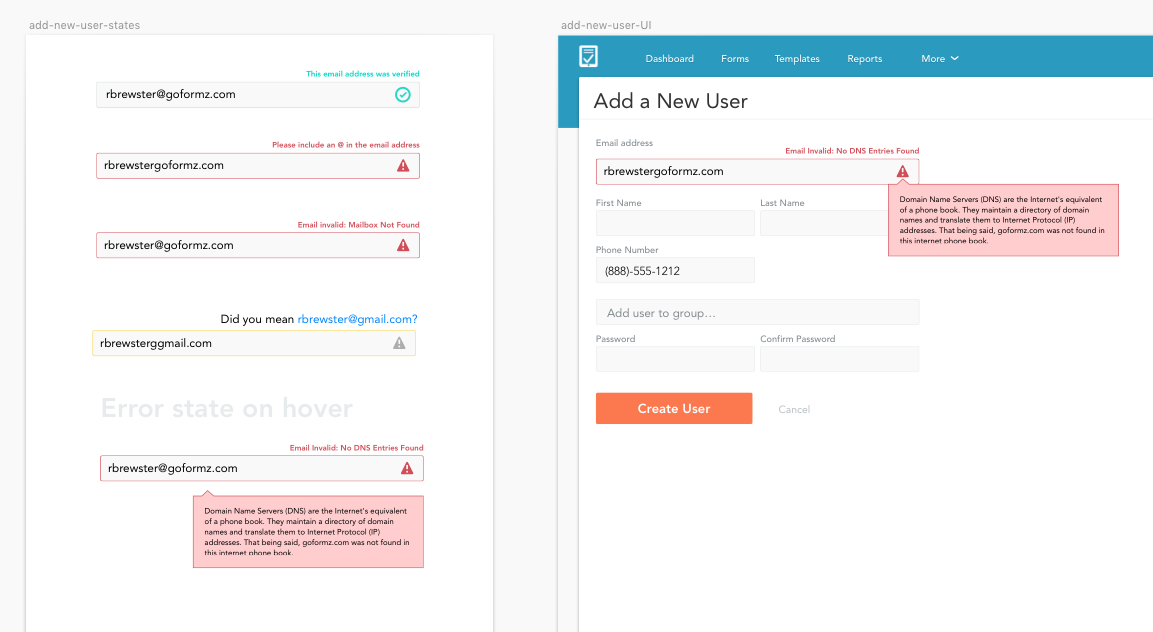 add-new-user-states
This email address was verified
rbrewster@goformz.com
Please include an @ in the email address
rbrewstergoformz.com
Email invalid: Mailbox Not Found
rbrewster@goformz.com
Did you mean rbrewster@gmail.com?
rbrewsterggmail.com
Error state on hover
Email Invalid: No DNS Entries Found
rbrewster@goformz.com
Domain Name Servers (DNS) are the Internet's equivalent
of a phone book. They maintain a directory of domain
names and translate them to Internet Protocol (IP)
addresses. That being said, goformz.com was not found in
this internet phone book.
add-new-user-UI
Dashboard Forms Templates Reports More
Add a New User
Email address
Email Invalid: No DNS Entries Found
rbrewstergoformz.com
Domain Name Servers (DNS) are the Internet's equivalent
of a phone book. They maintain a directory of domain
names and translate them to Internet Protocol (IP)
addresses. That being said, goformz.com was not found in
this internet phone book.
First Name Last Name
Phone Number
(888)-555-1212
Add user to group...
Password Confirm Password
Create User Cancel